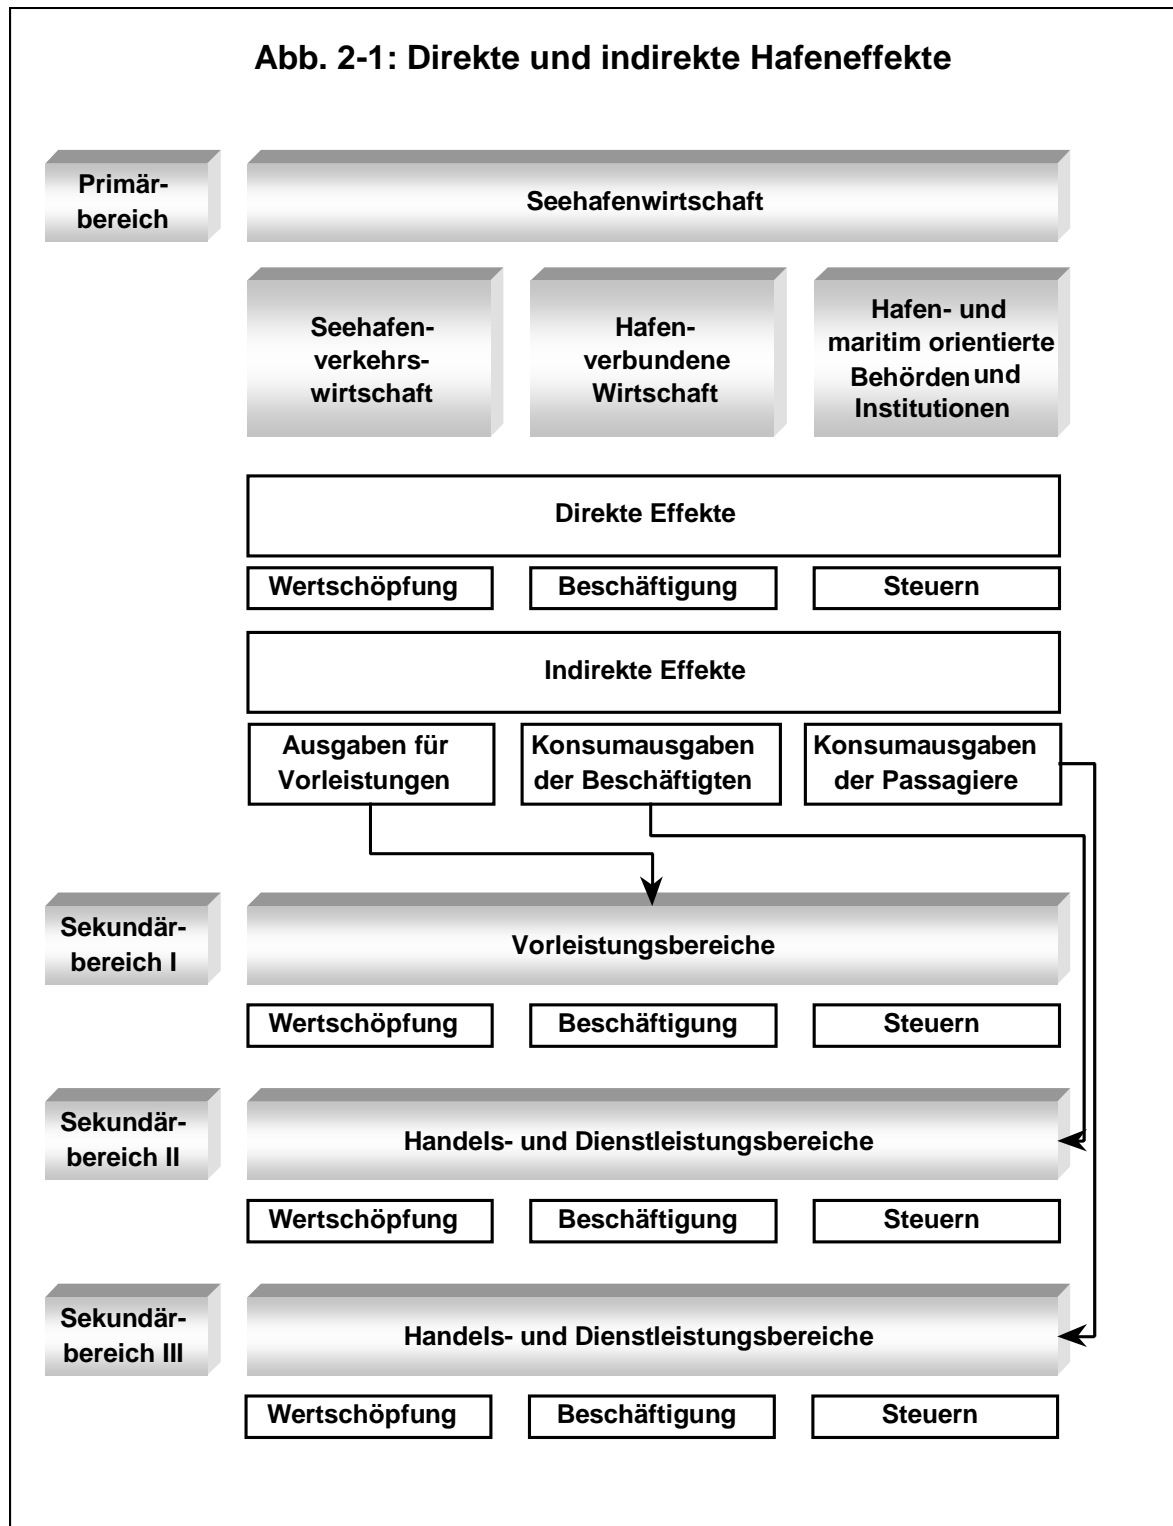 Abb. 2-1: Direkte und indirekte Hafeneffekte
Primär-
bereich
Seehafenwirtschaft
Seehafen-
verkehrs-
wirtschaft
Hafen-
verbundene
Wirtschaft
Hafen- und
maritim orientierte
Behörden und
Institutionen
Direkte Effekte
Wertschöpfung
Beschäftigung
Steuern
Indirekte Effekte
Ausgaben für
Vorleistungen
Konsumausgaben
der Beschäftigten
Konsumausgaben
der Passagiere
Sekundär-
bereich I
Vorleistungsbereiche
Wertschöpfung
Beschäftigung
Steuern
Sekundär-
bereich II
Handels- und Dienstleistungsbereiche
Wertschöpfung
Beschäftigung
Steuern
Sekundär-
bereich III
Handels- und Dienstleistungsbereiche
Wertschöpfung
Beschäftigung
Steuern